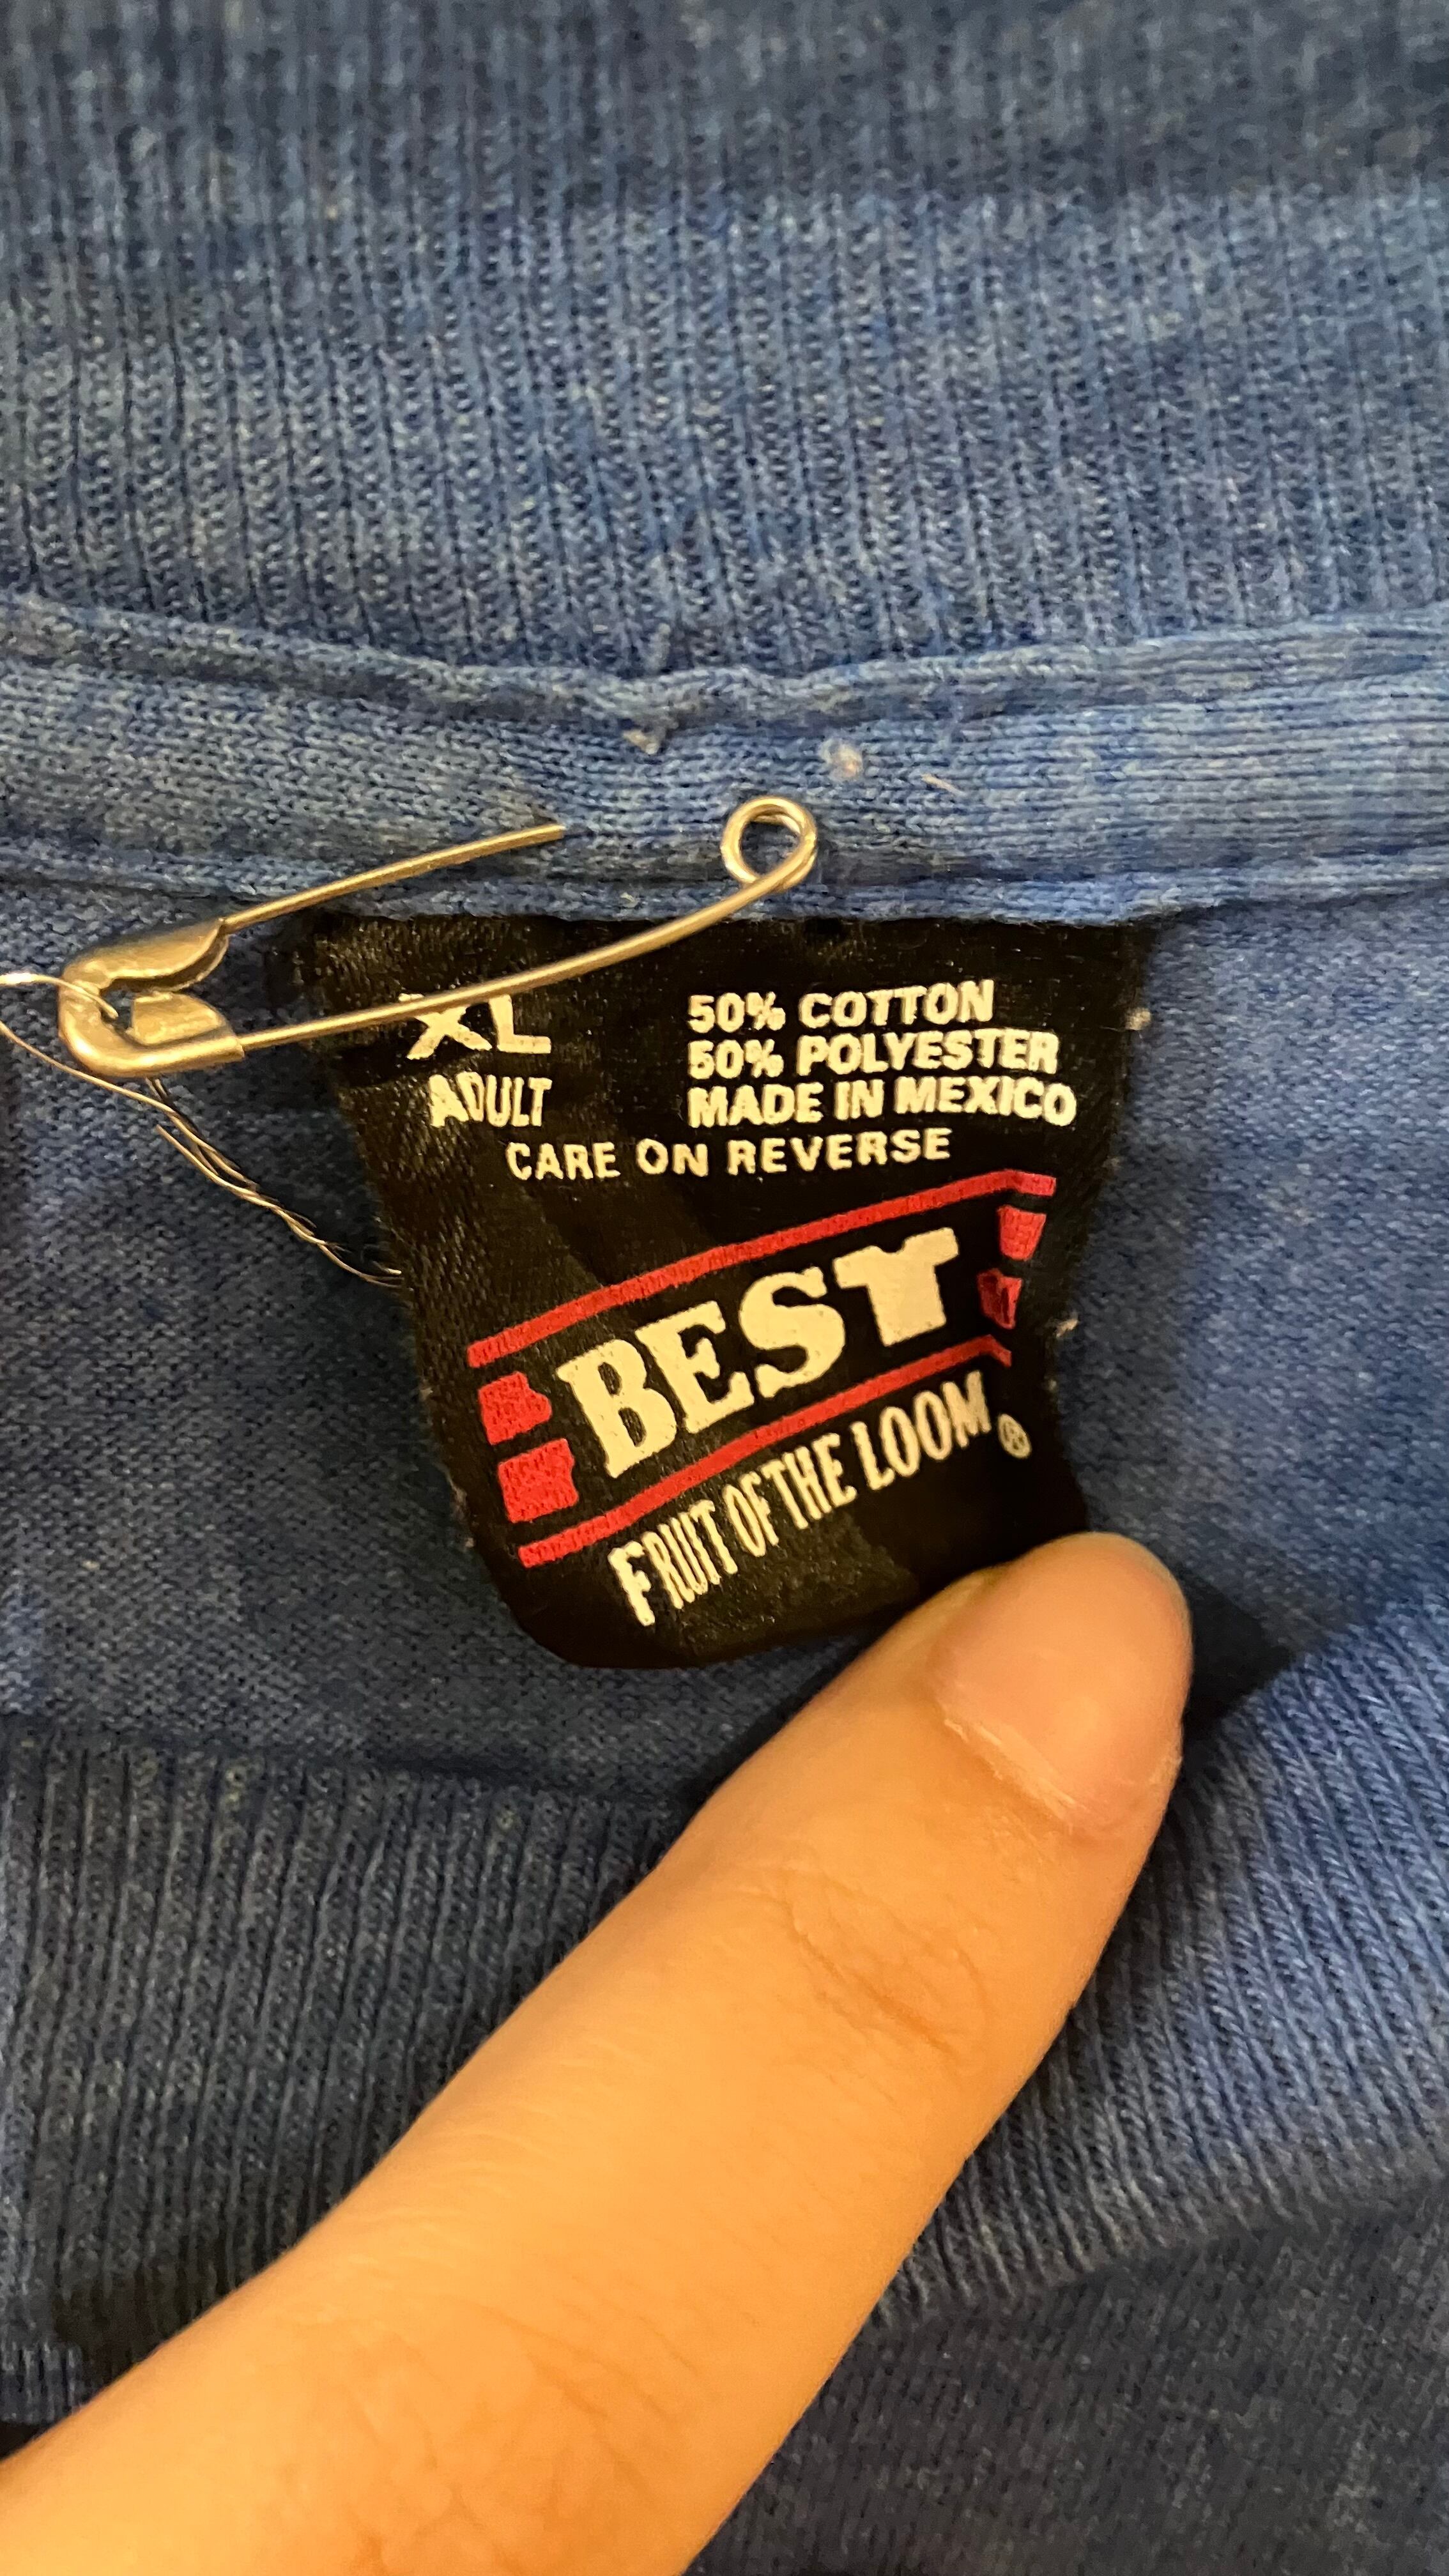 XL
ADULT
50% COTTON
50% POLYESTER
MADE IN MEXICO
CARE ON REVERSE
BEST
FRUIT OF THE LOOM®